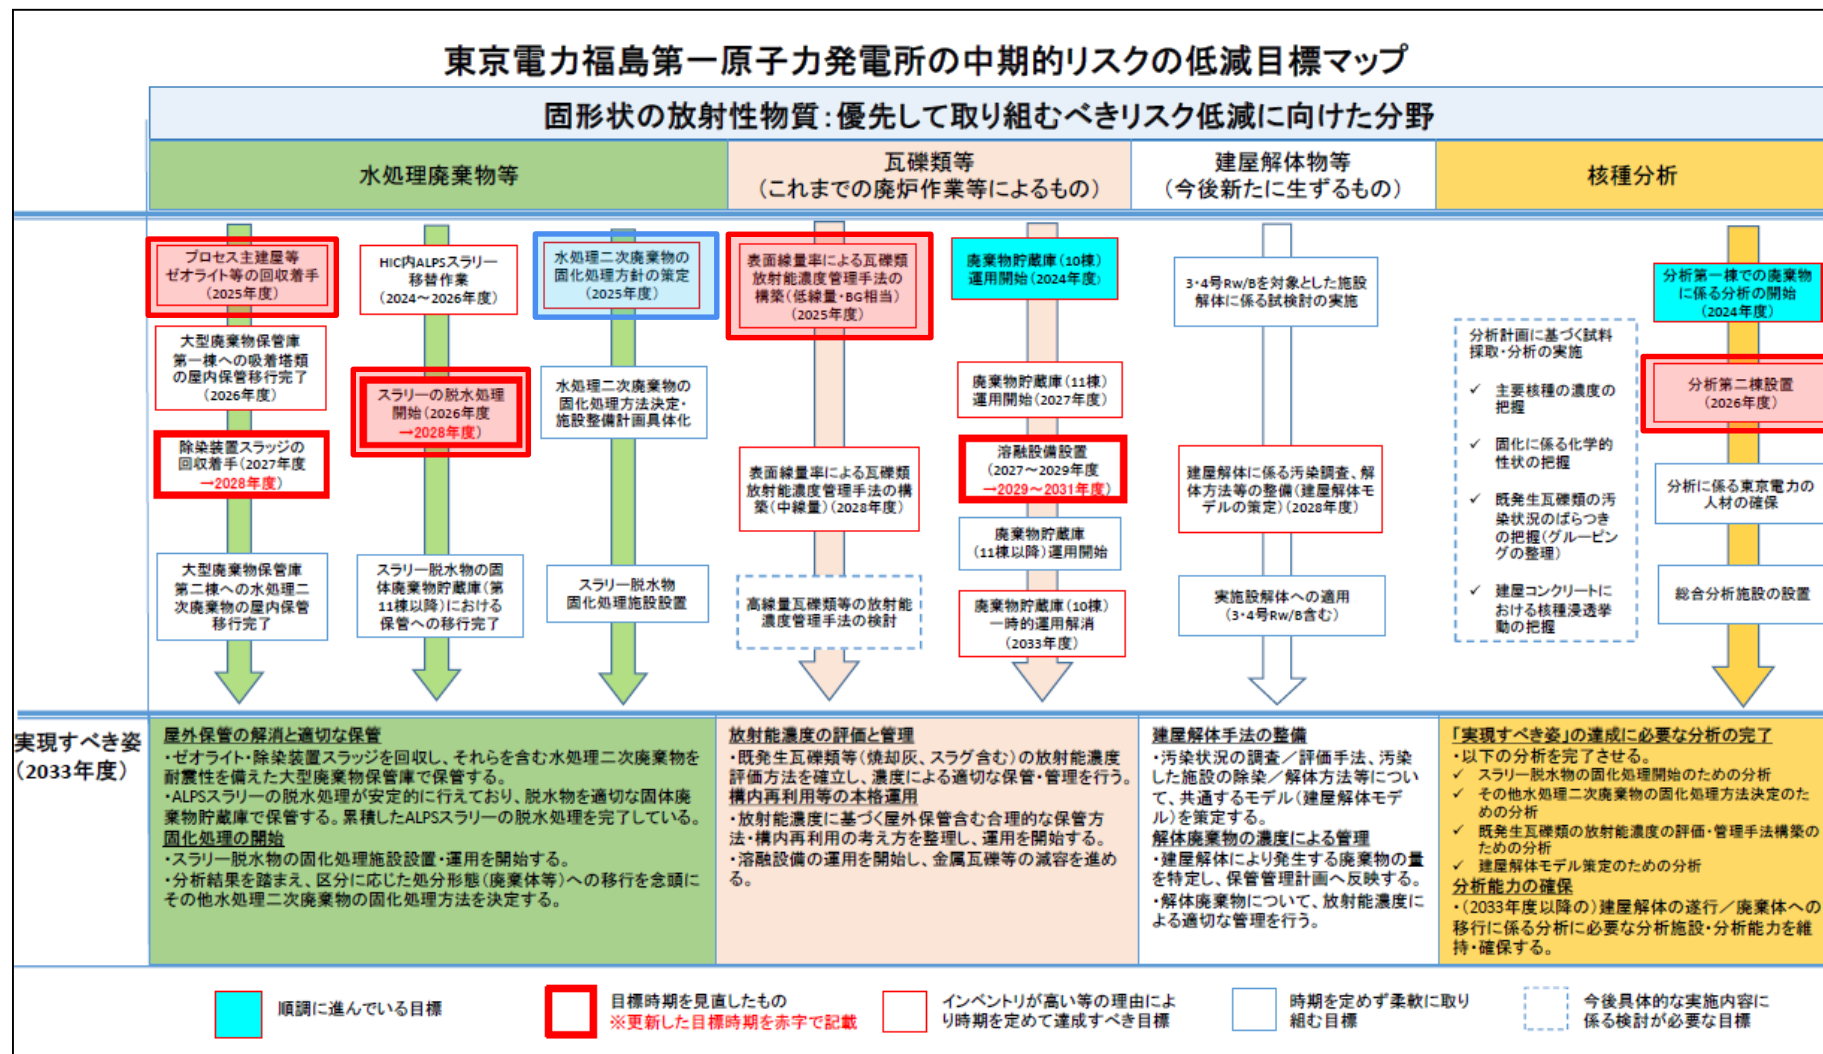 東京電力福島第一原子力発電所の中期的リスクの低減目標マップ
固形状の放射性物質：優先して取り組むべきリスク低減に向けた分野
水処理廃棄物等
瓦礫類等
（これまでの廃炉作業等によるもの）
建屋解体物等
（今後新たに生ずるもの）
核種分析
プロセス主建屋等
ゼオライト等の回収着手
（2025年度）
大型廃棄物保管庫
第一棟への吸着塔類
の屋内保管移行完了
（2026年度）
除染装置スラッジの
回収着手（2027年度
→2028年度）
大型廃棄物保管庫
第二棟への水処理二
次廃棄物の屋内保管
移行完了
HIC内ALPSスラリー
移替作業
（2024～2026年度）
スラリーの脱水処理
開始（2026年度
→2028年度）
スラリー脱水物の固
体廃棄物貯蔵庫（第
11棟以降）における
保管への移行完了
水処理二次廃棄物の
固化処理方針の策定
（2025年度）
水処理二次廃棄物の
固化処理方法決定・
施設整備計画具体化
スラリー脱水物
固化処理施設設置
表面線量率による瓦礫類
放射能濃度管理手法の
構築（低線量・BG相当）
（2025年度）
表面線量率による瓦礫類
放射能濃度管理手法の構
築（中線量）（2028年度）
高線量瓦礫類等の放射能
濃度管理手法の検討
廃棄物貯蔵庫（10棟）
運用開始（2024年度）
廃棄物貯蔵庫（11棟）
運用開始（2027年度）
溶融設備設置
（2027～2029年度
→2029～2031年度）
廃棄物貯蔵庫
（11棟以降）運用開始
廃棄物貯蔵庫（10棟）
一時的運用解消
（2033年度）
3・4号Rw/Bを対象とした施設
解体に係る試検討の実施
建屋解体に係る汚染調査、解
体方法等の整備（建屋解体モ
デルの策定）（2028年度）
実施設解体への適用
（3・4号Rw/B含む）
分析計画に基づく試料
採取・分析の実施
✓ 主要核種の濃度の
把握
✓ 固化に係る化学的
性状の把握
✓ 既発生瓦礫類の汚
染状況のばらつき
の把握（グルーピン
グの整理）
✓ 建屋コンクリートに
おける核種浸透挙
動の把握
分析第一棟での廃棄物
に係る分析の開始
（2024年度）
分析第二棟設置
（2026年度）
分析に係る東京電力の
人材の確保
総合分析施設の設置
実現すべき姿
（2033年度）
屋外保管の解消と適切な保管
・ゼオライト・除染装置スラッジを回収し、それらを含む水処理二次廃棄物を
耐震性を備えた大型廃棄物保管庫で保管する。
・ALPSスラリーの脱水処理が安定的に行えており、脱水物を適切な固体廃
棄物貯蔵庫で保管する。累積したALPSスラリーの脱水処理を完了している。
固化処理の開始
・スラリー脱水物の固化処理施設設置・運用を開始する。
・分析結果を踏まえ、区分に応じた処分形態（廃棄体等）への移行を念頭に
その他水処理二次廃棄物の固化処理方法を決定する。
放射能濃度の評価と管理
・既発生瓦礫類等（焼却灰、スラグ含む）の放射能濃度
評価方法を確立し、濃度による適切な保管・管理を行う。
構内再利用等の本格運用
・放射能濃度に基づく屋外保管含む合理的な保管方
法・構内再利用の考え方を整理し、運用を開始する。
・溶融設備の運用を開始し、金属瓦礫等の減容を進め
る。
建屋解体手法の整備
・汚染状況の調査／評価手法、汚染
した施設の除染／解体方法等につい
て、共通するモデル（建屋解体モデ
ル）を策定する。
解体廃棄物の濃度による管理
・建屋解体により発生する廃棄物の量
を特定し、保管管理計画へ反映する。
・解体廃棄物について、放射能濃度に
よる適切な管理を行う。
「実現すべき姿」の達成に必要な分析の完了
・以下の分析を完了させる。
✓ スラリー脱水物の固化処理開始のための分析
✓ その他水処理二次廃棄物の固化処理方法決定のた
めの分析
✓ 既発生瓦礫類の放射能濃度の評価・管理手法構築の
ための分析
✓ 建屋解体モデル策定のための分析
分析能力の確保
・（2033年度以降の）建屋解体の遂行／廃棄体への
移行に係る分析に必要な分析施設・分析能力を維
持・確保する。
順調に進んでいる目標
目標時期を見直したもの
※更新した目標時期を赤字で記載
インベントリが高い等の理由によ
り時期を定めて達成すべき目標
時期を定めず柔軟に取り
組む目標
今後具体的な実施内容に
係る検討が必要な目標